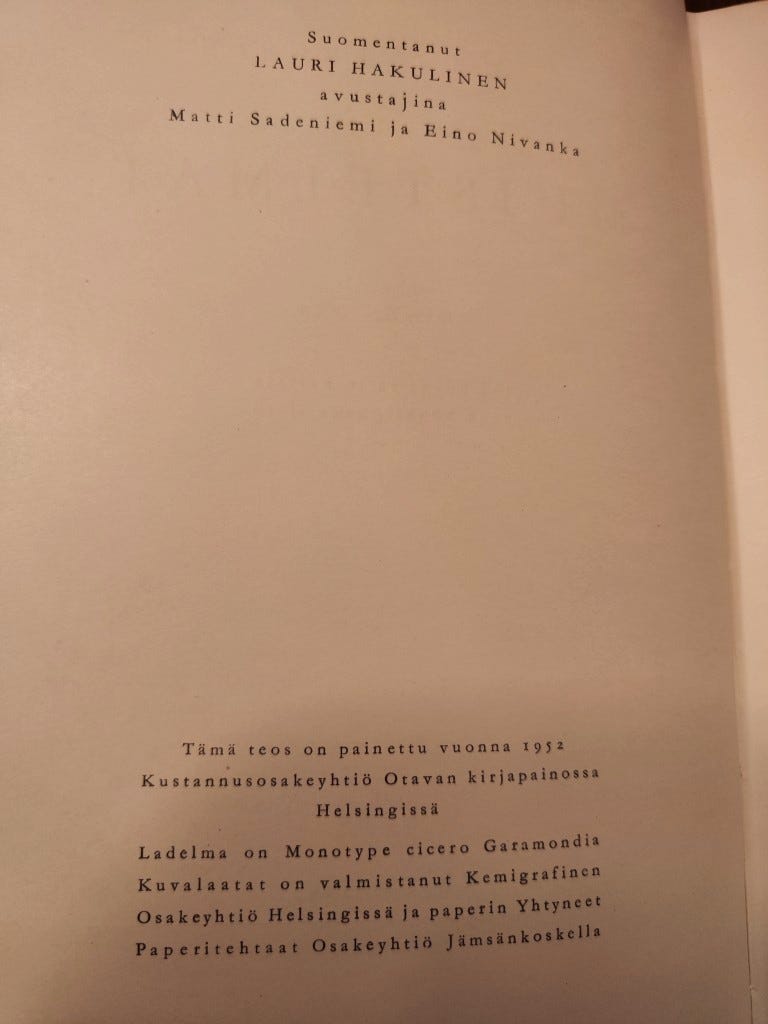 Suomentanut
LAURI HAKULINEN
avustajina
Matti Sadeniemi ja Eino Nivanka
Tämä teos on painettu vuonna 1952
Kustannusosakeyhtiö Otavan kirjapainossa
Helsingissä
Ladelma on Monotype cicero Garamondia
Kuvalaatat on valmistanut Kemigrafinen
Osakeyhtiö Helsingissä ja paperin Yhtyneet
Paperitehtaat Osakeyhtiö Jämsänkoskella